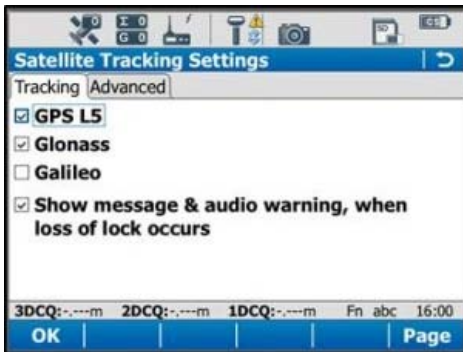 Satellite Tracking Settings
Tracking Advanced
GPS L5
Glonass
Galileo
Show message & audio warning, when
loss of lock occurs
3DCQ:-.---m 2DCQ:-.---m 1DCQ:-.---m Fn abc 16:00
OK Page